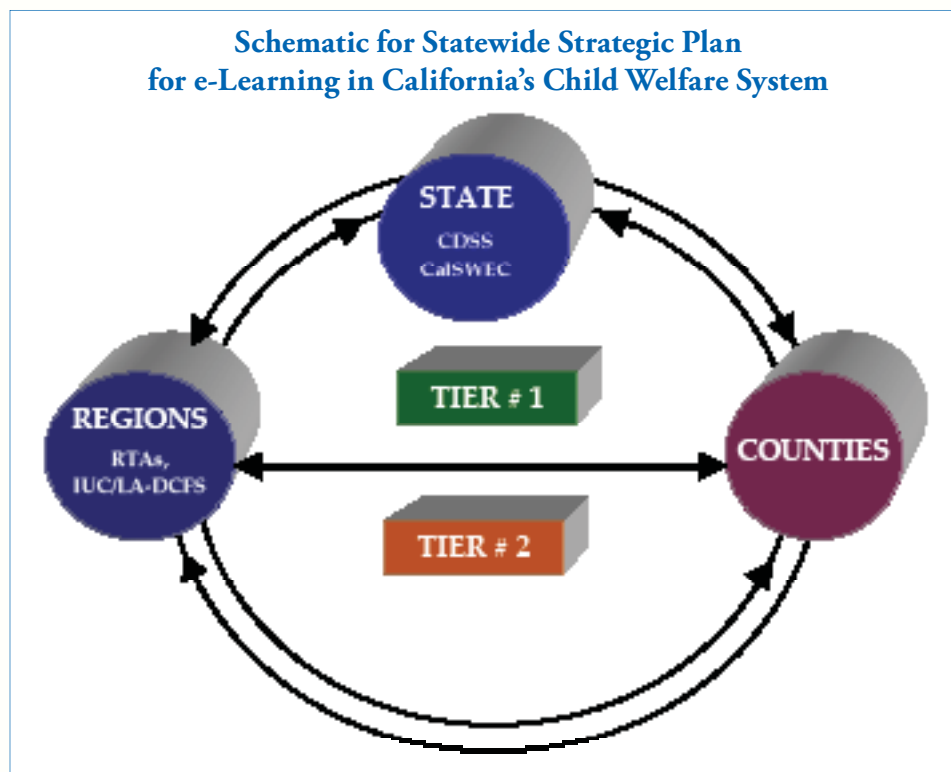 Schematic for Statewide Strategic Plan
for e-Learning in California's Child Welfare System
STATE
CDSS
CalSWEC
TIER # 1
REGIONS
RTAs,
IUC/LA-DCFS
COUNTIES
TIER # 2